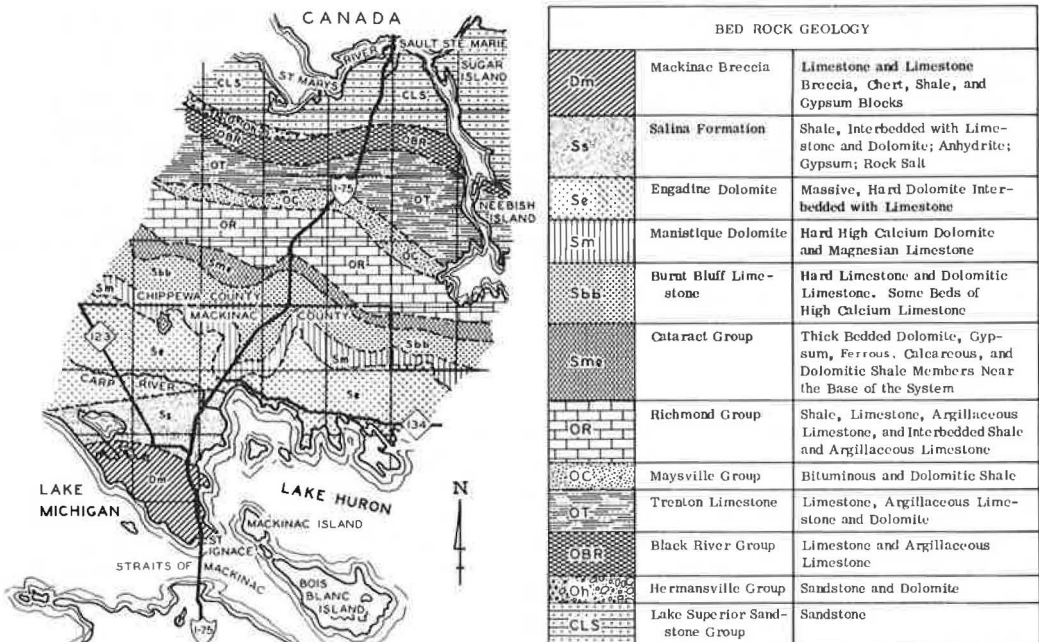 CANADA
RIVER
ST MARYS
SAULT STE. MARIE
SUGAR
ISLAND
CLS
CLS
OBR
OBR
OT
I-75
OC
OT
NEEBISH
ISLAND
OR
OC
OR
Sme
Sbb
Sm
CHIPPEWA COUNTY
MACKINAC COUNTY
123
Se
Sm
Sbb
CARP RIVER
Se
Ss
134
Dm
LAKE
MICHIGAN
LAKE HURON
N
MACKINAC ISLAND
ST
IGNACE
STRAITS OF MACKINAC
BOIS
BLANC
ISLAND
I-75
BED ROCK GEOLOGY
Dm Mackinac Breccia Limestone and Limestone
Breccia, Chert, Shale, and
Gypsum Blocks
Ss Salina Formation Shale, Interbedded with Lime-
stone and Dolomite; Anhydrite;
Gypsum; Rock Salt
Se Engadine Dolomite Massive, Hard Dolomite Inter-
bedded with Limestone
Sm Manistique Dolomite Hard High Calcium Dolomite
and Magnesian Limestone
Sbb Burnt Bluff Lime- Hard Limestone and Dolomitic
stone Limestone. Some Beds of
High Calcium Limestone
Sme Cataract Group Thick Bedded Dolomite, Gyp-
sum, Ferrous, Calcareous, and
Dolomitic Shale Members Near
the Base of the System
OR Richmond Group Shale, Limestone, Argillaceous
Limestone, and Interbedded Shale
and Argillaceous Limestone
OC Maysville Group Bituminous and Dolomitic Shale
OT Trenton Limestone Limestone, Argillaceous Lime-
stone and Dolomite
OBR Black River Group Limestone and Argillaceous
Limestone
Oh Hermansville Group Sandstone and Dolomite
CLS Lake Superior Sand- Sandstone
stone Group